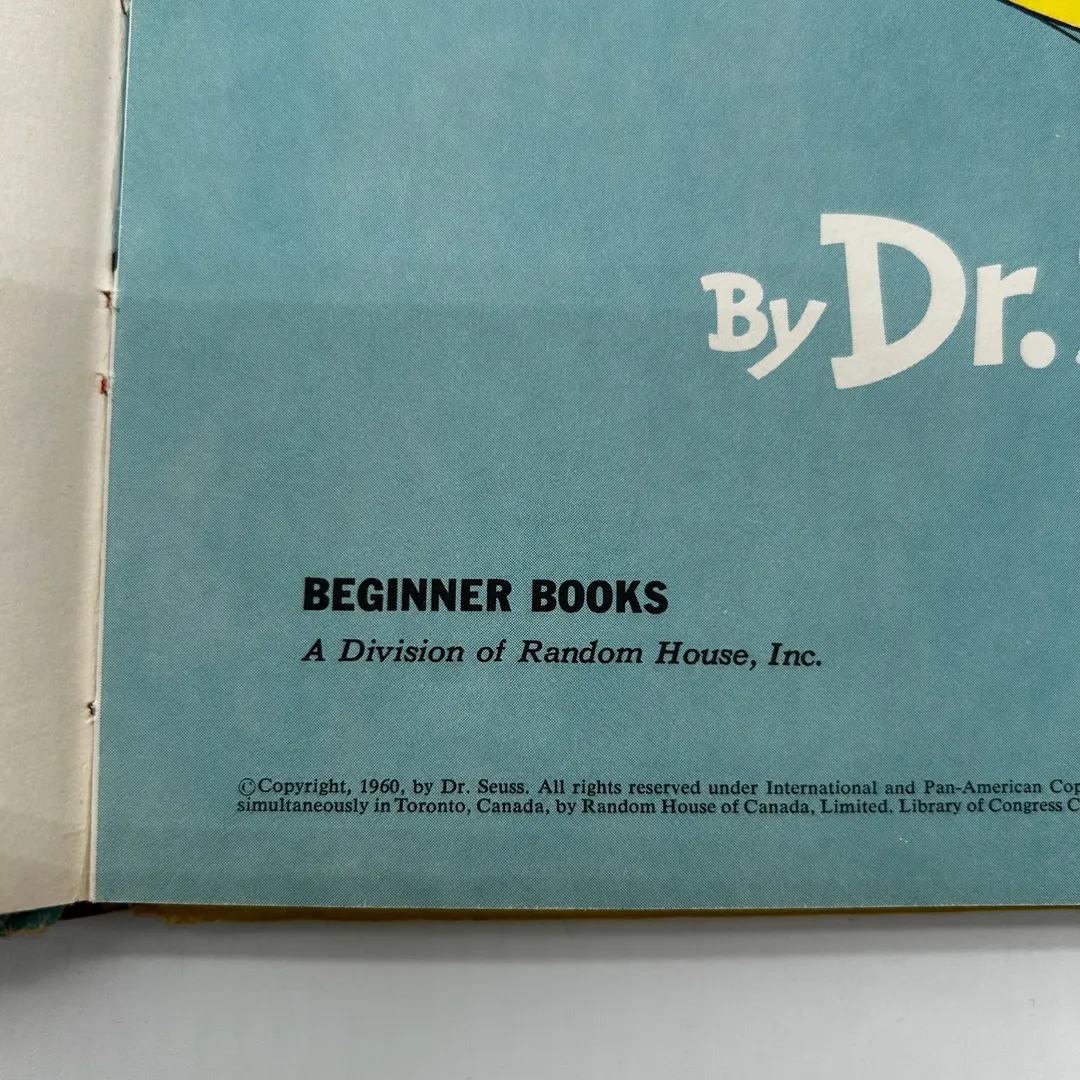 By Dr.
BEGINNER BOOKS
A Division of Random House, Inc.
©Copyright, 1960, by Dr. Seuss. All rights reserved under International and Pan-American Cop
simultaneously in Toronto, Canada, by Random House of Canada, Limited. Library of Congress C